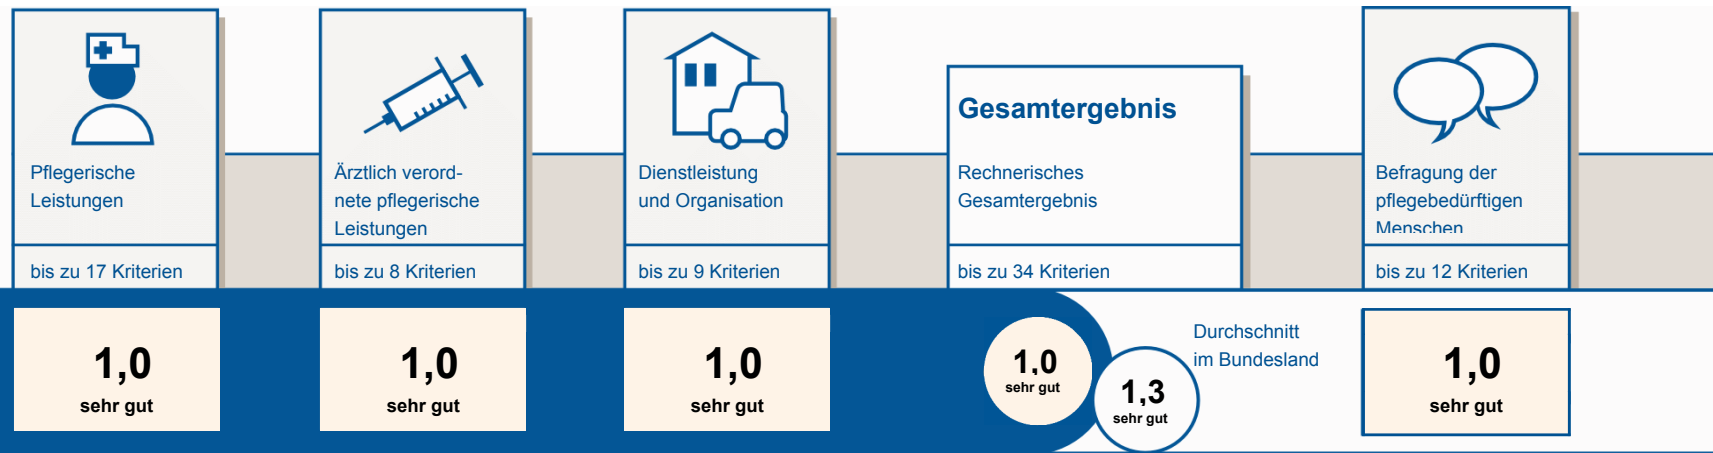 Pflegerische
Leistungen
bis zu 17 Kriterien
1,0
sehr gut
Ärztlich verord-
nete pflegerische
Leistungen
bis zu 8 Kriterien
1,0
sehr gut
Dienstleistung
und Organisation
bis zu 9 Kriterien
1,0
sehr gut
Gesamtergebnis
Rechnerisches
Gesamtergebnis
bis zu 34 Kriterien
1,0
sehr gut
1,3
sehr gut
Durchschnitt
im Bundesland
Befragung der
pflegebedürftigen
Menschen
bis zu 12 Kriterien
1,0
sehr gut